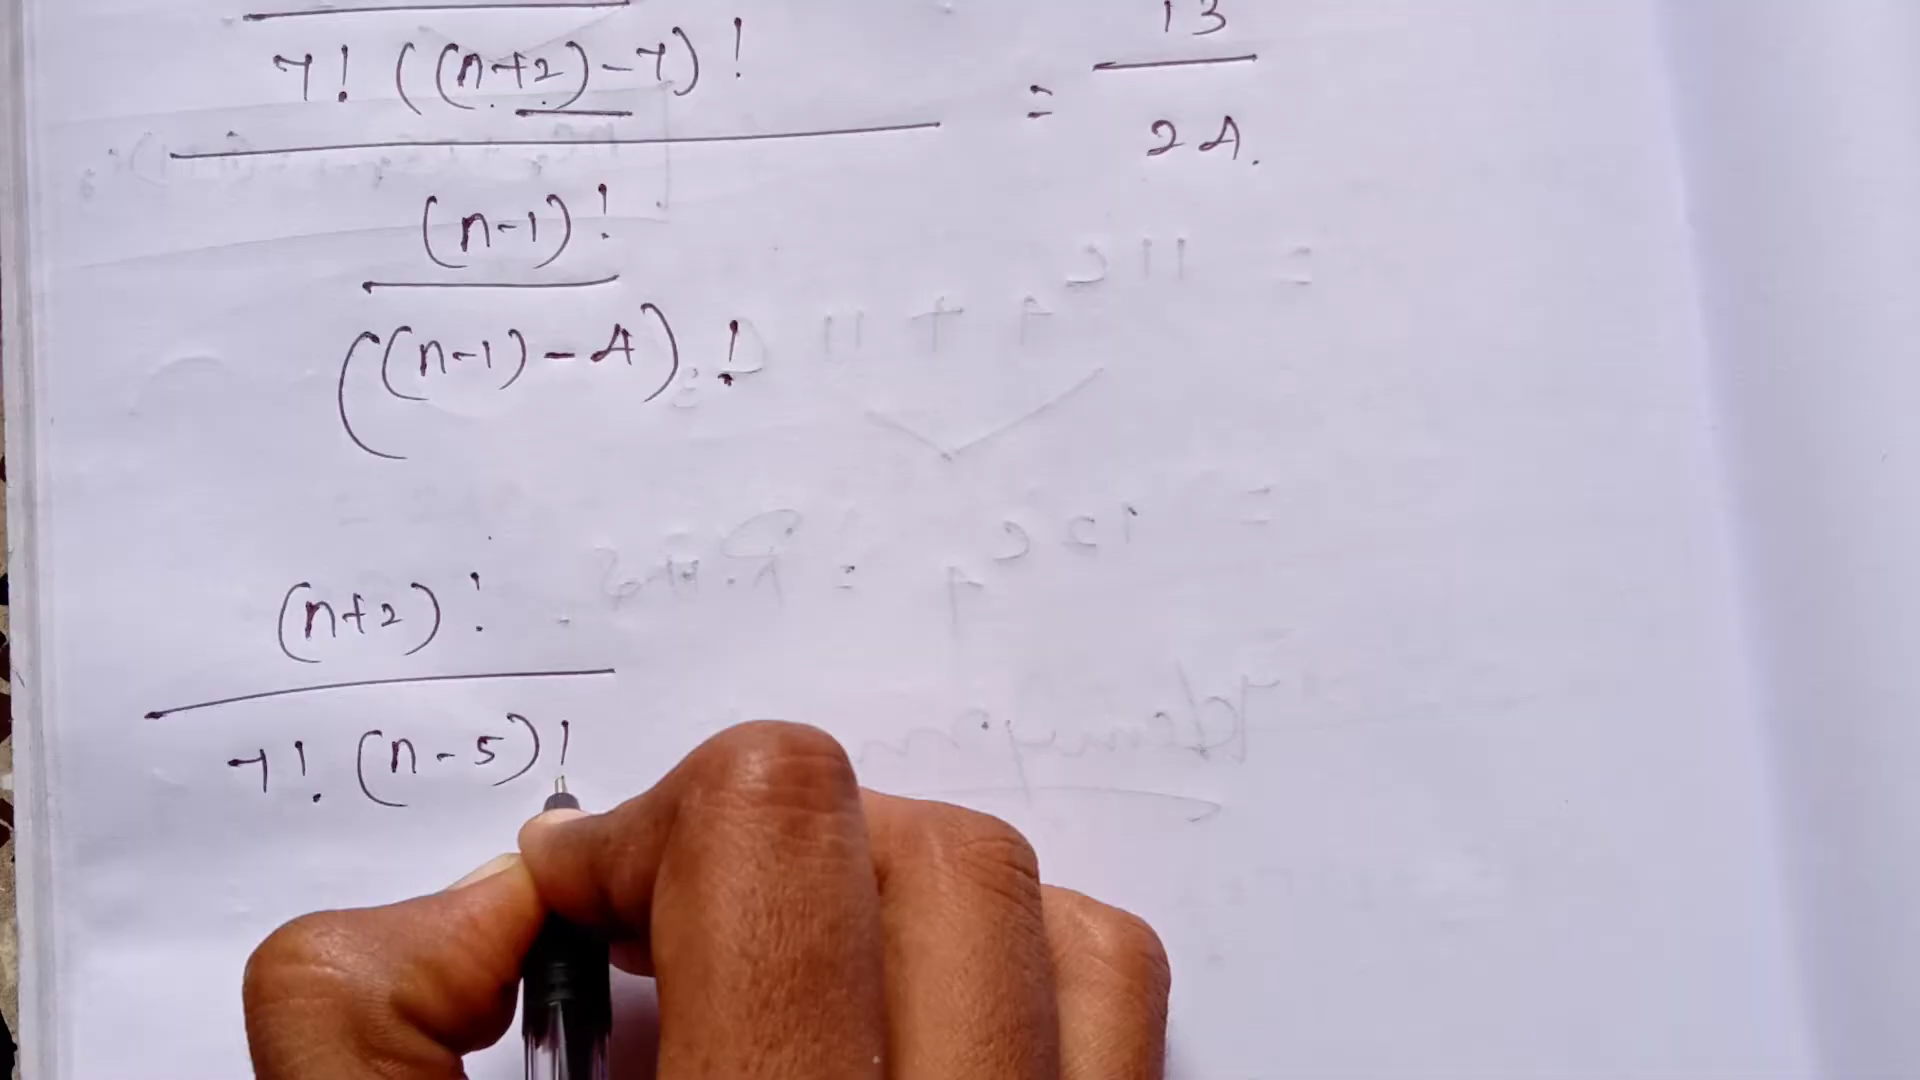 7! ((n+2)-7)!
= 13
24.
(n-1)!
((n-1)-4)!
(n+2)!
7! (n-5)!